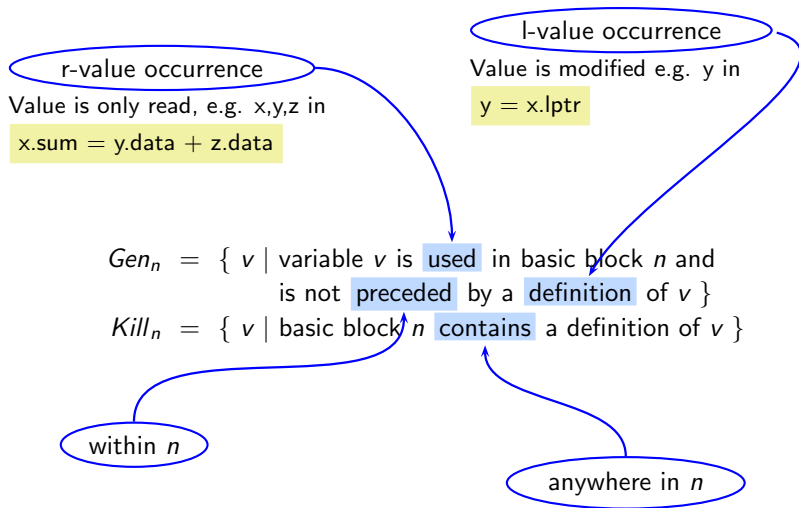 l-value occurrence
r-value occurrence
Value is modified e.g. y in
y = x.lptr
Value is only read, e.g. x,y,z in
x.sum = y.data + z.data
Genₙ = { v | variable v is used in basic block n and
is not preceded by a definition of v }
Killₙ = { v | basic block n contains a definition of v }
within n
anywhere in n